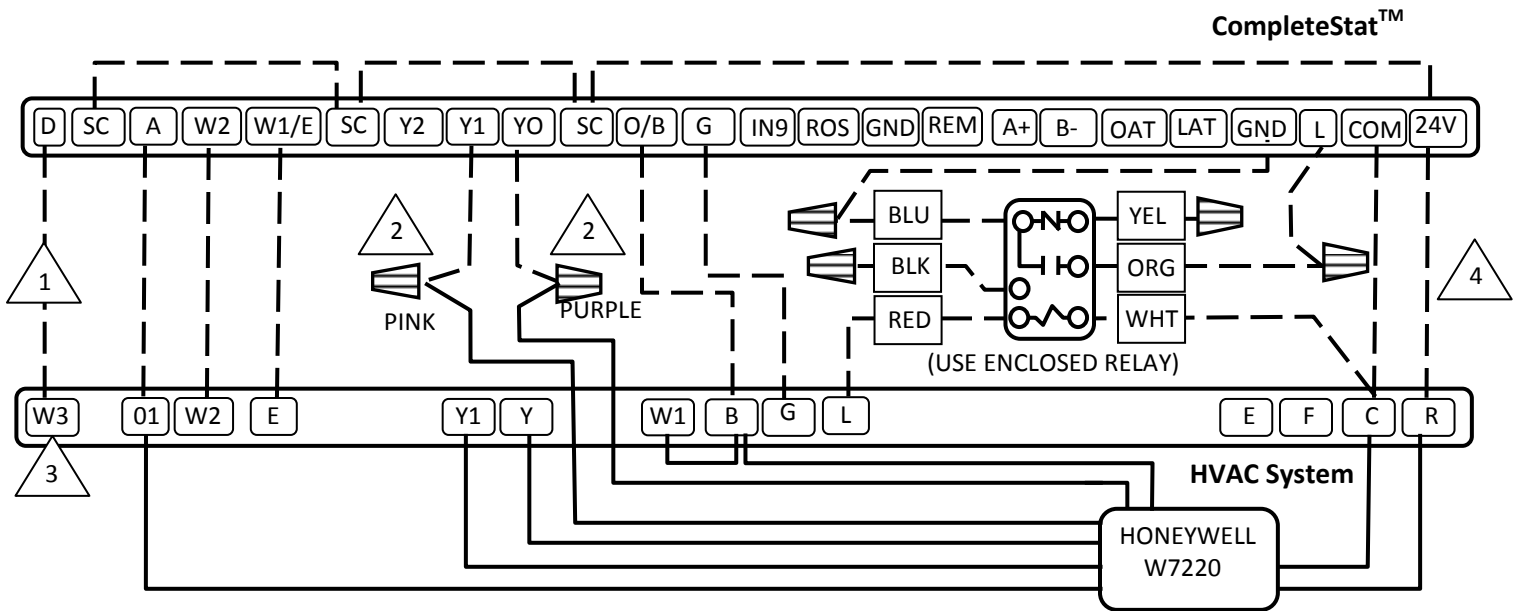 CompleteStat™
D SC A W2 W1/E SC Y2 Y1 YO SC O/B G IN9 ROS GND REM A+ B- OAT LAT GND L COM 24V
BLU YEL
2 2
BLK ORG
1 4
PINK PURPLE RED WHT
(USE ENCLOSED RELAY)
W3 01 W2 E Y1 Y W1 B G L E F C R
3
HVAC System
HONEYWELL
W7220